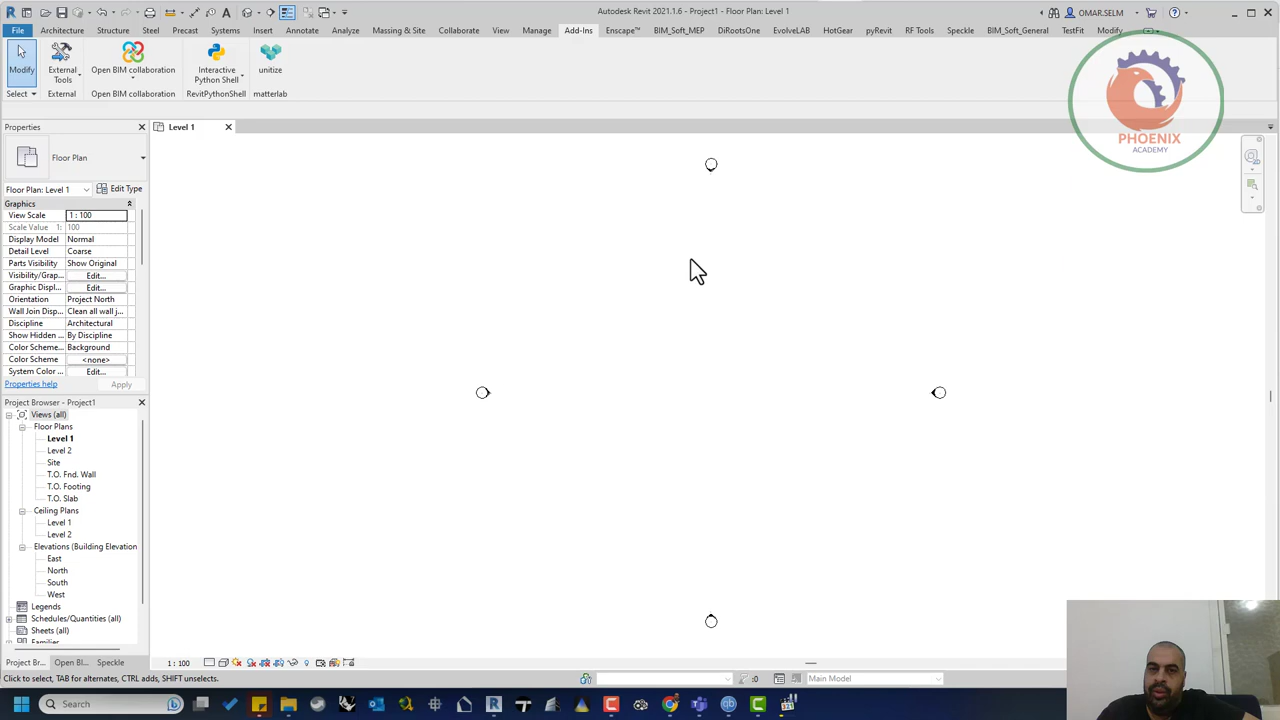 Autodesk Revit 2021.1.6 - Project1 - Floor Plan: Level 1
OMAR.SELM
File Architecture Structure Steel Precast Systems Insert Annotate Analyze Massing & Site Collaborate View Manage Add-Ins Enscape™ BIM_Soft_MEP DiRootsOne EvolveLAB HotGear pyRevit RF Tools Speckle BIM_Soft_General TestFit Modify
Modify
External Tools
Open BIM collaboration
Interactive Python Shell
unitize
Select External Open BIM collaboration RevitPythonShell matterlab
PHOENIX
ACADEMY
Properties
Level 1
Floor Plan
Floor Plan: Level 1 Edit Type
Graphics
View Scale 1 : 100
Scale Value 1: 100
Display Model Normal
Detail Level Coarse
Parts Visibility Show Original
Visibility/Grap... Edit...
Graphic Displ... Edit...
Orientation Project North
Wall Join Disp... Clean all wall j...
Discipline Architectural
Show Hidden ... By Discipline
Color Scheme... Background
Color Scheme <none>
System Color ... Edit...
Properties help Apply
Project Browser - Project1
Views (all)
Floor Plans
Level 1
Level 2
Site
T.O. Fnd. Wall
T.O. Footing
T.O. Slab
Ceiling Plans
Level 1
Level 2
Elevations (Building Elevation
East
North
South
West
Legends
Schedules/Quantities (all)
Sheets (all)
Families
Project Br... Open BI... Speckle
1 : 100
Click to select, TAB for alternates, CTRL adds, SHIFT unselects.
:0
Main Model
Search